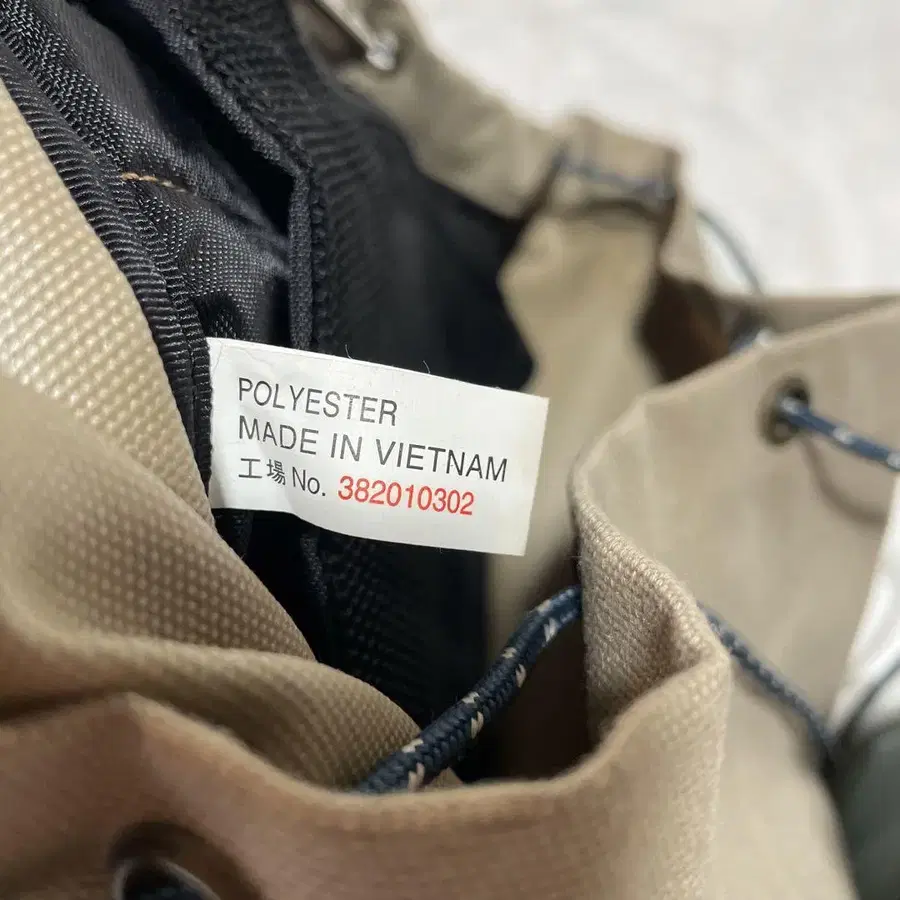 POLYESTER
MADE IN VIETNAM
工場 No. 382010302